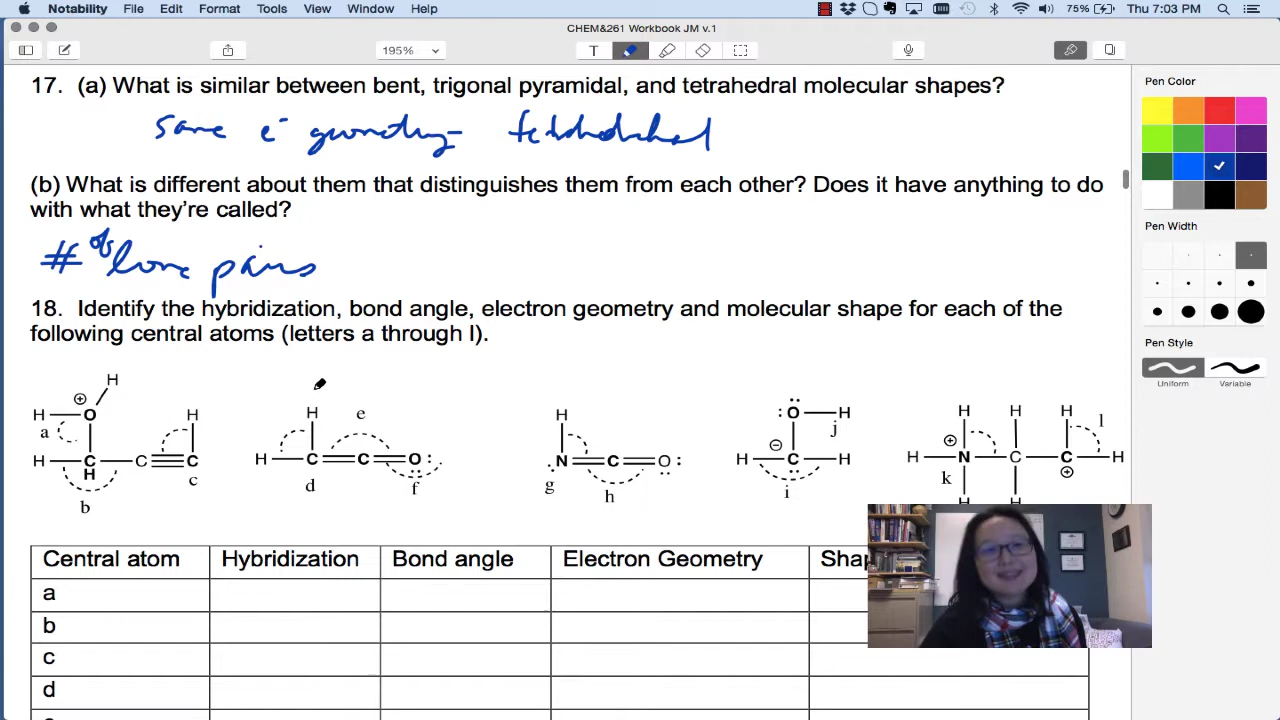 Notability File Edit Format Tools View Window Help 75% Thu 7:03 PM
CHEM&261 Workbook JM v.1
195% T
17. (a) What is similar between bent, trigonal pyramidal, and tetrahedral molecular shapes?
same e⁻ geometry - tetrahedral
(b) What is different about them that distinguishes them from each other? Does it have anything to do
with what they're called?
# of lone pairs
18. Identify the hybridization, bond angle, electron geometry and molecular shape for each of the
following central atoms (letters a through l).
H
H O H
a
H C C C
H
b c
H e
H C C O
d f
H
N C O
g h
O H
j
H C H
i
H H H l
H N C C H
k
H H
Central atom Hybridization Bond angle Electron Geometry
a
b
c
d
Pen Color
Pen Width
Pen Style
Uniform Variable